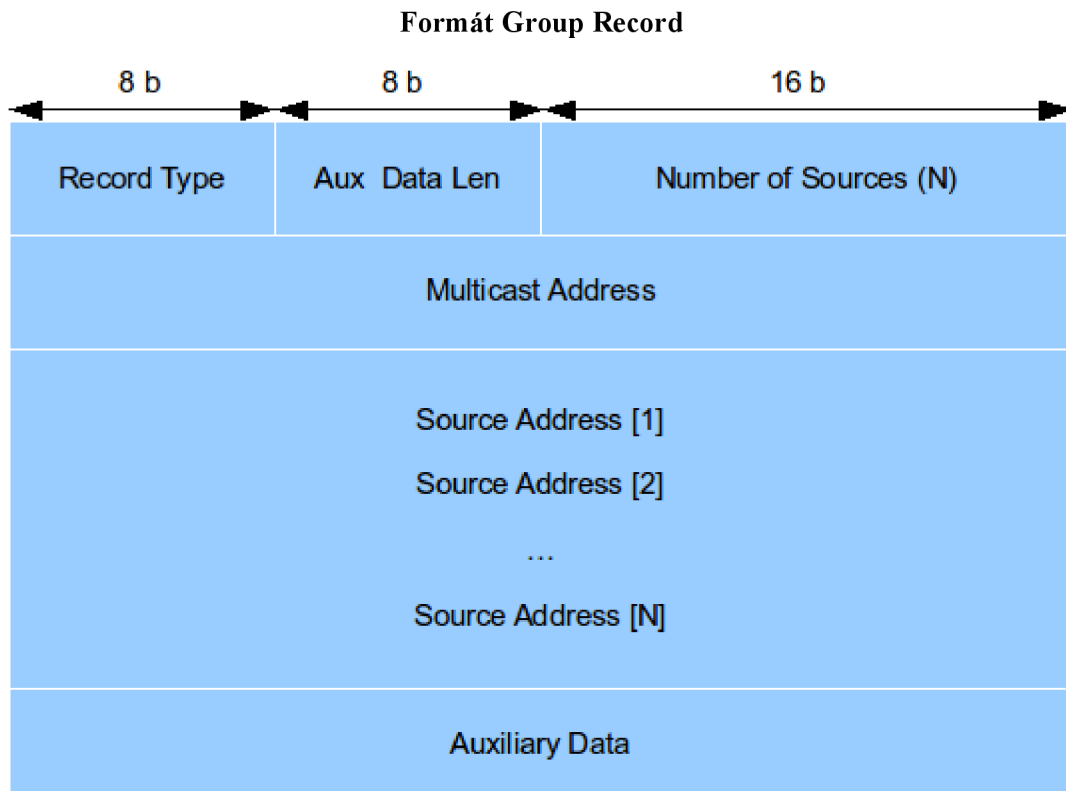 Formát Group Record
8 b 8 b 16 b
Record Type Aux Data Len Number of Sources (N)
Multicast Address
Source Address [1]
Source Address [2]
...
Source Address [N]
Auxiliary Data